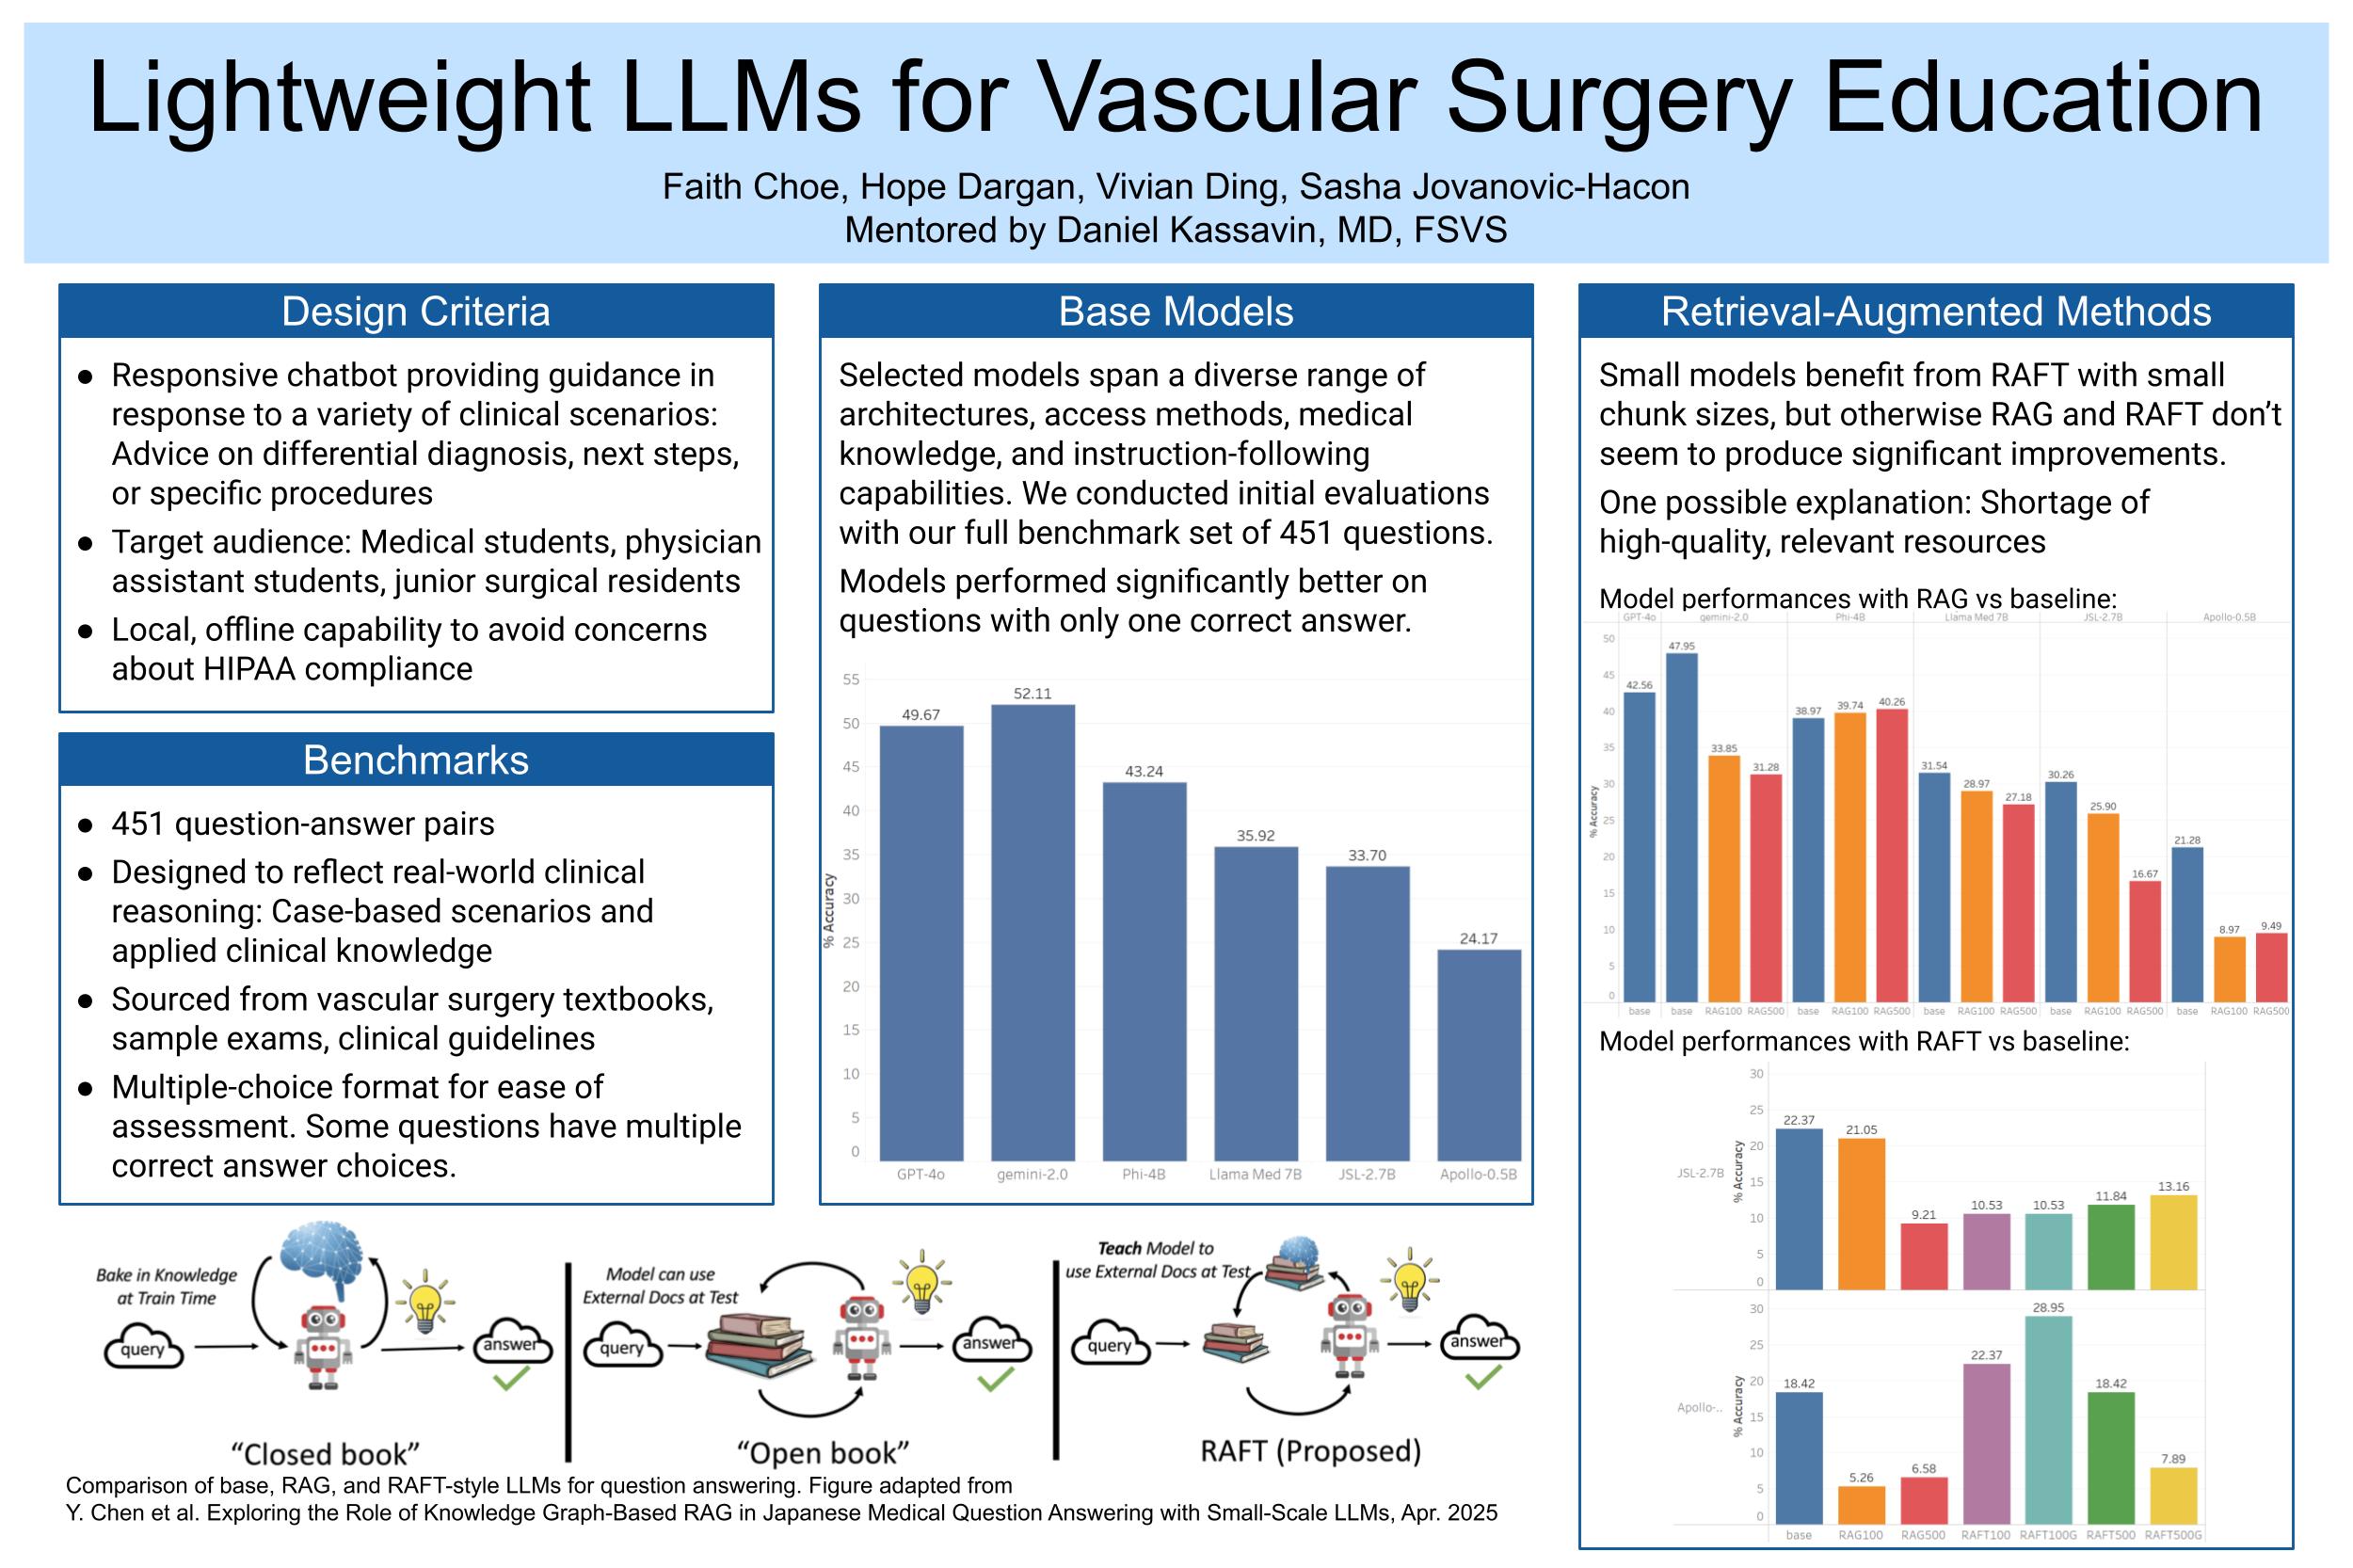 Lightweight LLMs for Vascular Surgery Education
Faith Choe, Hope Dargan, Vivian Ding, Sasha Jovanovic-Hacon
Mentored by Daniel Kassavin, MD, FSVS
Design Criteria
● Responsive chatbot providing guidance in
response to a variety of clinical scenarios:
Advice on differential diagnosis, next steps,
or specific procedures
● Target audience: Medical students, physician
assistant students, junior surgical residents
● Local, offline capability to avoid concerns
about HIPAA compliance
Benchmarks
● 451 question-answer pairs
● Designed to reflect real-world clinical
reasoning: Case-based scenarios and
applied clinical knowledge
● Sourced from vascular surgery textbooks,
sample exams, clinical guidelines
● Multiple-choice format for ease of
assessment. Some questions have multiple
correct answer choices.
Base Models
Selected models span a diverse range of
architectures, access methods, medical
knowledge, and instruction-following
capabilities. We conducted initial evaluations
with our full benchmark set of 451 questions.
Models performed significantly better on
questions with only one correct answer.
% Accuracy
55
50
45
40
35
30
25
20
15
10
5
0
49.67
52.11
43.24
35.92
33.70
24.17
GPT-4o gemini-2.0 Phi-4B Llama Med 7B JSL-2.7B Apollo-0.5B
Retrieval-Augmented Methods
Small models benefit from RAFT with small
chunk sizes, but otherwise RAG and RAFT don't
seem to produce significant improvements.
One possible explanation: Shortage of
high-quality, relevant resources
Model performances with RAG vs baseline:
GPT-4o gemini-2.0 Phi-4B Llama Med 7B JSL-2.7B Apollo-0.5B
% Accuracy
50
45
40
35
30
25
20
15
10
5
0
42.56
47.95
33.85
31.28
38.97
39.74
40.26
31.54
28.97
27.18
30.26
25.90
16.67
21.28
8.97
9.49
base base RAG100 RAG500 base RAG100 RAG500 base RAG100 RAG500 base RAG100 RAG500 base RAG100 RAG500
Model performances with RAFT vs baseline:
JSL-2.7B
% Accuracy
30
25
20
15
10
5
0
22.37
21.05
9.21
10.53
10.53
11.84
13.16
Apollo-..
% Accuracy
30
25
20
15
10
5
0
18.42
5.26
6.58
22.37
28.95
18.42
7.89
base RAG100 RAG500 RAFT100 RAFT100G RAFT500 RAFT500G
Bake in Knowledge
at Train Time
query
answer
"Closed book"
Model can use
External Docs at Test
query
answer
"Open book"
Teach Model to
use External Docs at Test
query
answer
RAFT (Proposed)
Comparison of base, RAG, and RAFT-style LLMs for question answering. Figure adapted from
Y. Chen et al. Exploring the Role of Knowledge Graph-Based RAG in Japanese Medical Question Answering with Small-Scale LLMs, Apr. 2025